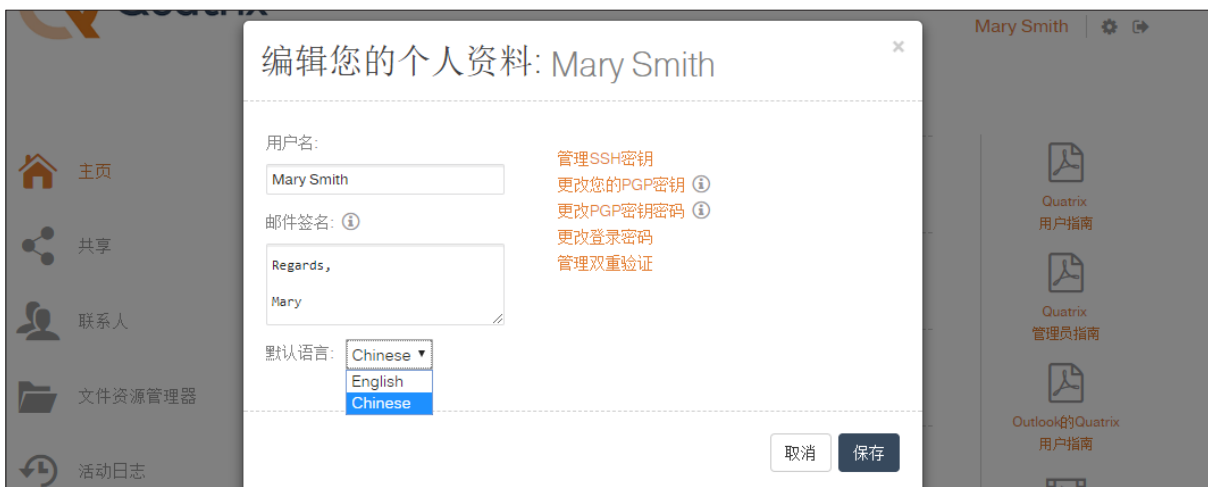 Mary Smith
编辑您的个人资料: Mary Smith
×
用户名:
Mary Smith
邮件签名:
Regards,
Mary
默认语言: Chinese
English
Chinese
管理SSH密钥
更改您的PGP密钥
更改PGP密钥密码
更改登录密码
管理双重验证
取消
保存
主页
共享
联系人
文件资源管理器
活动日志
Quatrix
用户指南
Quatrix
管理员指南
Outlook的Quatrix
用户指南